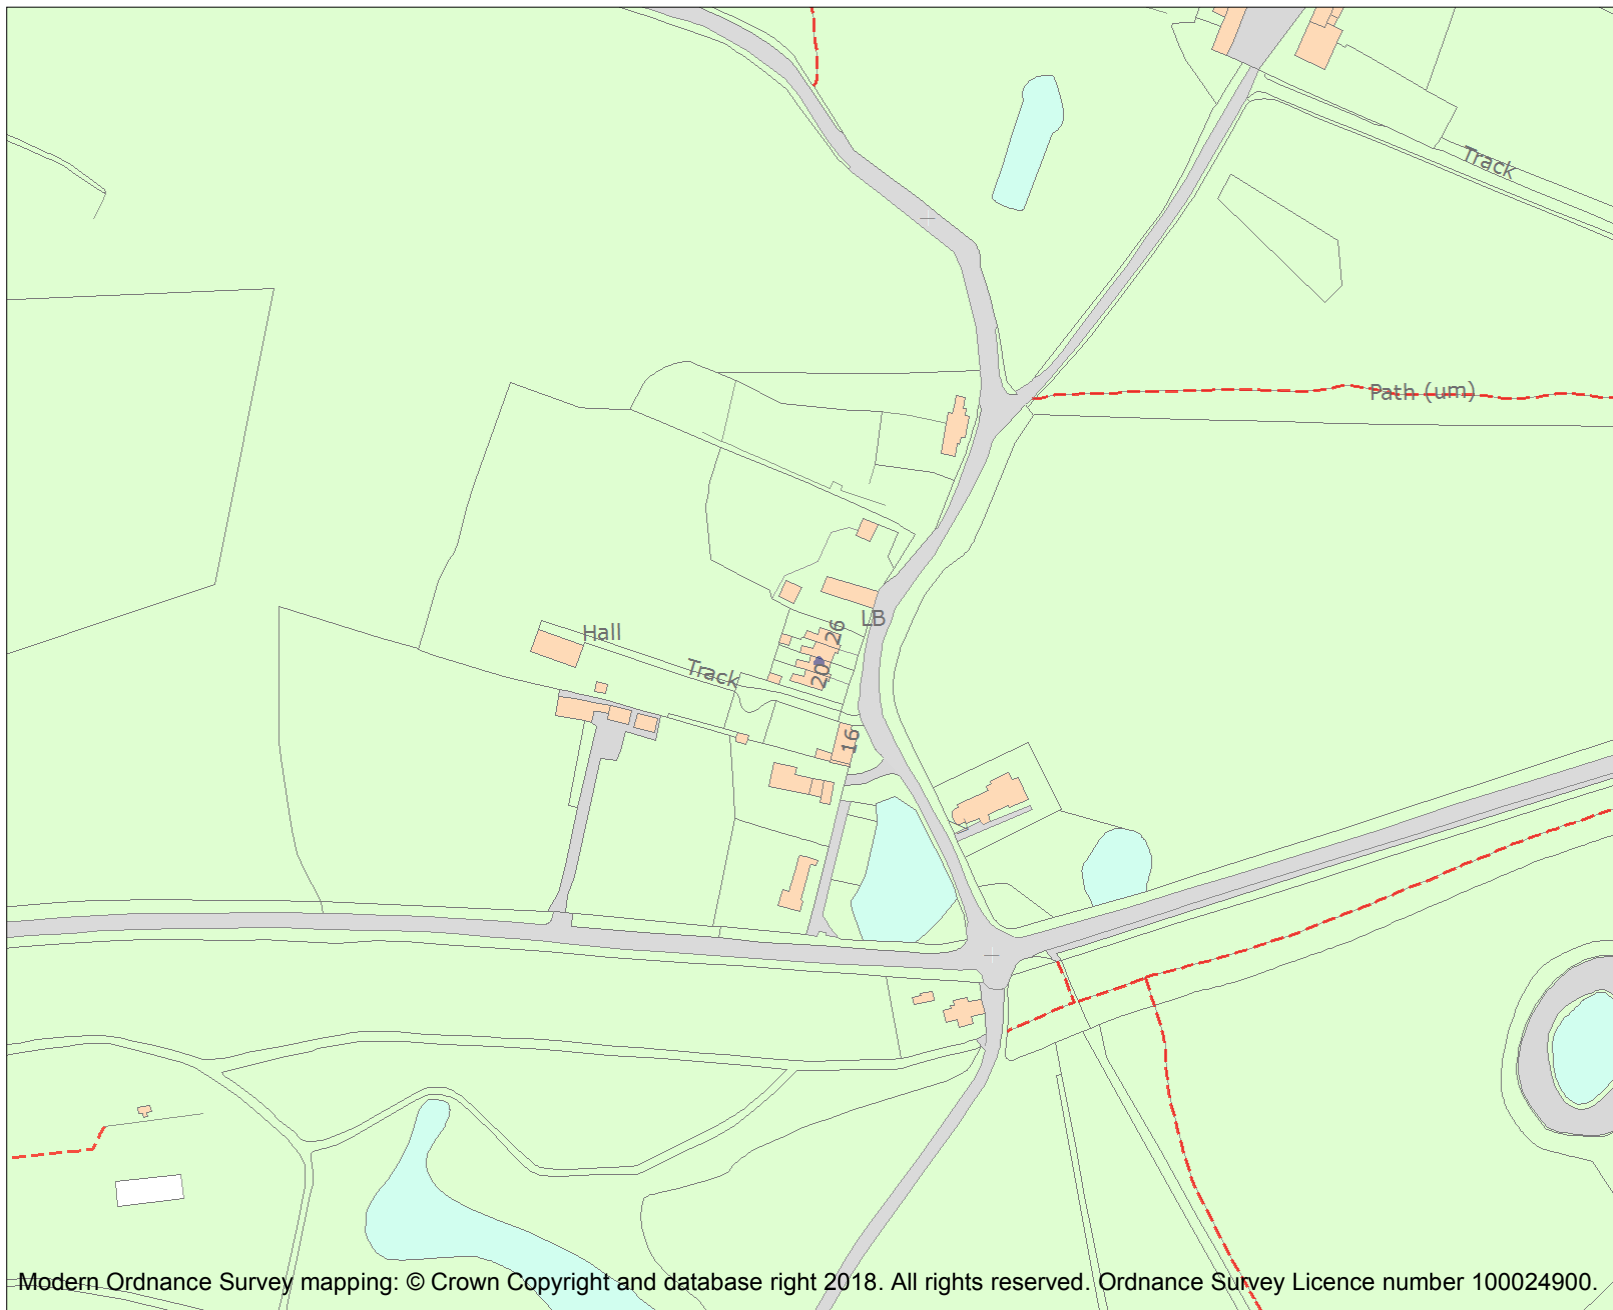 Track
Path (um)
LB
26
Hall
Track
20
16
Modern Ordnance Survey mapping: © Crown Copyright and database right 2018. All rights reserved. Ordnance Survey Licence number 100024900.